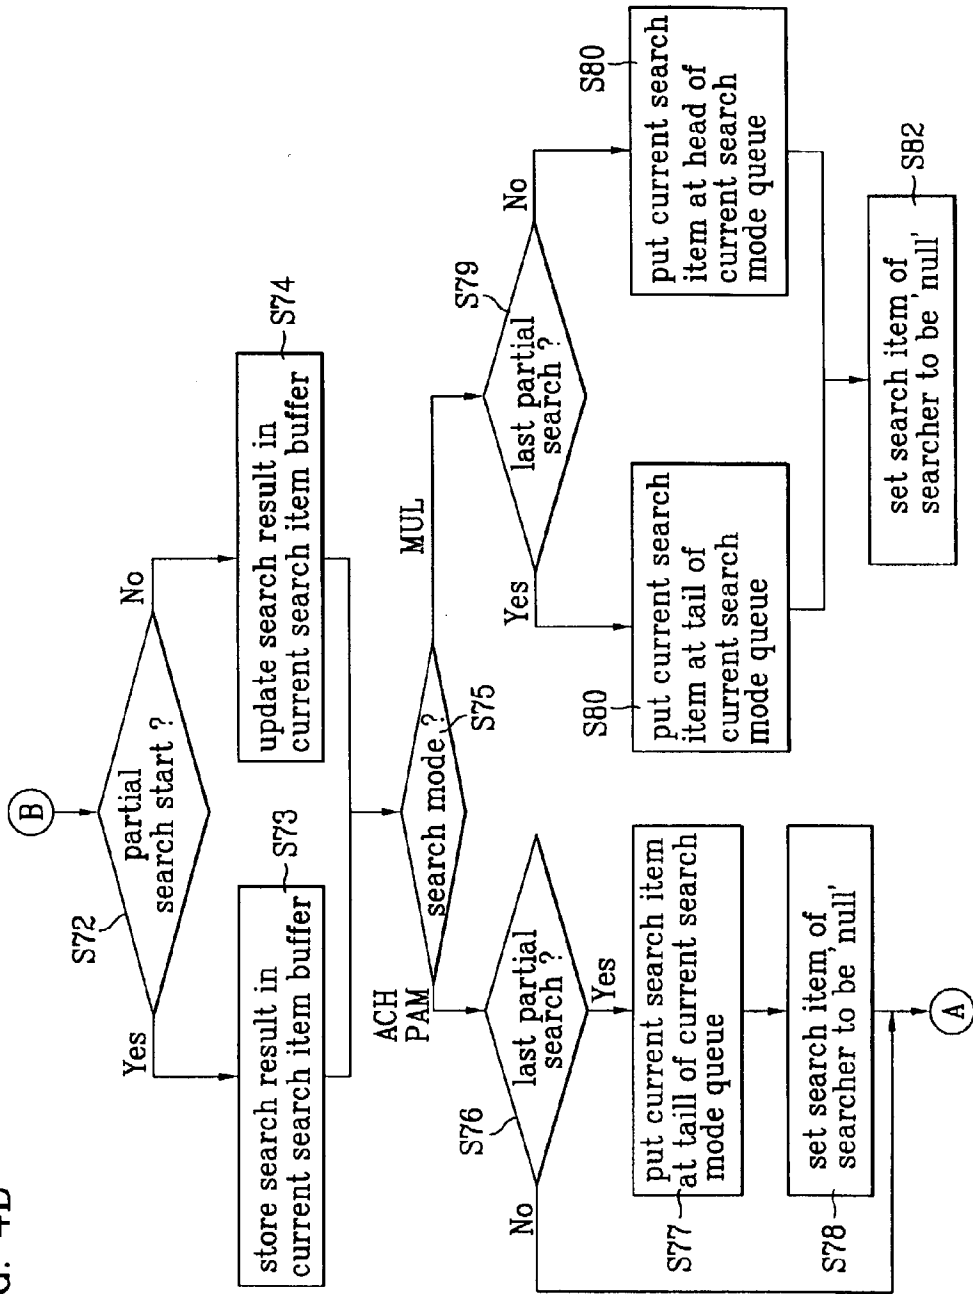 G. 4B
B
S72
partial
search start ?
Yes
No
S73
store search result in
current search item buffer
S74
update search result in
current search item buffer
search mode ?
S75
ACH
PAM
MUL
S76
last partial
search ?
No
Yes
S77
put current search item
at taill of current search
mode queue
S78
set search item of
searcher to be 'null'
A
S79
last partial
search ?
Yes
No
S80
put current search
item at tail of
current search
mode queue
S80
put current search
item at head of
current search
mode queue
S82
set search item of
searcher to be 'null'